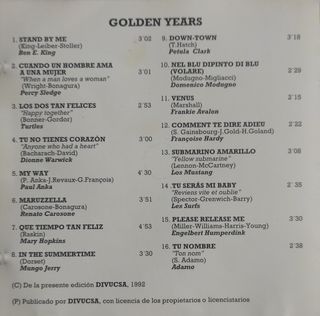 GOLDEN YEARS
1. STAND BY ME 3'02
(King-Leiber-Stoller)
Ben E. King
2. CUANDO UN HOMBRE AMA
A UNA MUJER 3'01
"When a man loves a woman"
(Wright-Bonagura)
Percy Sledge
3. LOS DOS TAN FELICES 2'53
"Happy together"
(Bonner-Gordor)
Turtles
4. TU NO TIENES CORAZÓN 3'00
"Anyone who had a heart"
(Bacharach-David)
Dionne Warwick
5. MY WAY 4'30
(P. Anka-J.Revaux-G. François)
Paul Anka
6. MARUZZELLA 3'51
(Carosone-Bonagura)
Renato Carosone
7. QUE TIEMPO TAN FELIZ 4'53
(Raskin)
Mary Hopkins
8. IN THE SUMMERTIME 3'30
(Dorset)
Mungo Jerry
9. DOWN-TOWN 3'18
(T.Hatch)
Petula Clark
10. NEL BLU DIPINTO DI BLU
(VOLARE) 2'29
(Modugno-Migliacci)
Domenico Modugno
11. VENUS 3'15
(Marshall)
Frankie Avalon
12. COMMENT TE DIRE ADIEU 2'22
(S. Gainsbourg-J.Gold-H.Goland)
Françoise Hardy
13. SUBMARINO AMARILLO 3'08
"Yellow submarine"
(Lennon-McCartney)
Los Mustang
14. TU SERÁS MI BABY 2'35
"Reviens vite et oublie"
(Spector-Grenwich-Barry)
Les Surfs
15. PLEASE RELEASE ME 3'30
(Miller-Williams-Harris-Young)
Engelbert Humperdink
16. TU NOMBRE 2'38
"Ton nom"
(S. Adamo)
Adamo
(C) De la presente edición DIVUCSA, 1992
(P) Publicado por DIVUCSA, con licencia de los propietarios o licenciatarios